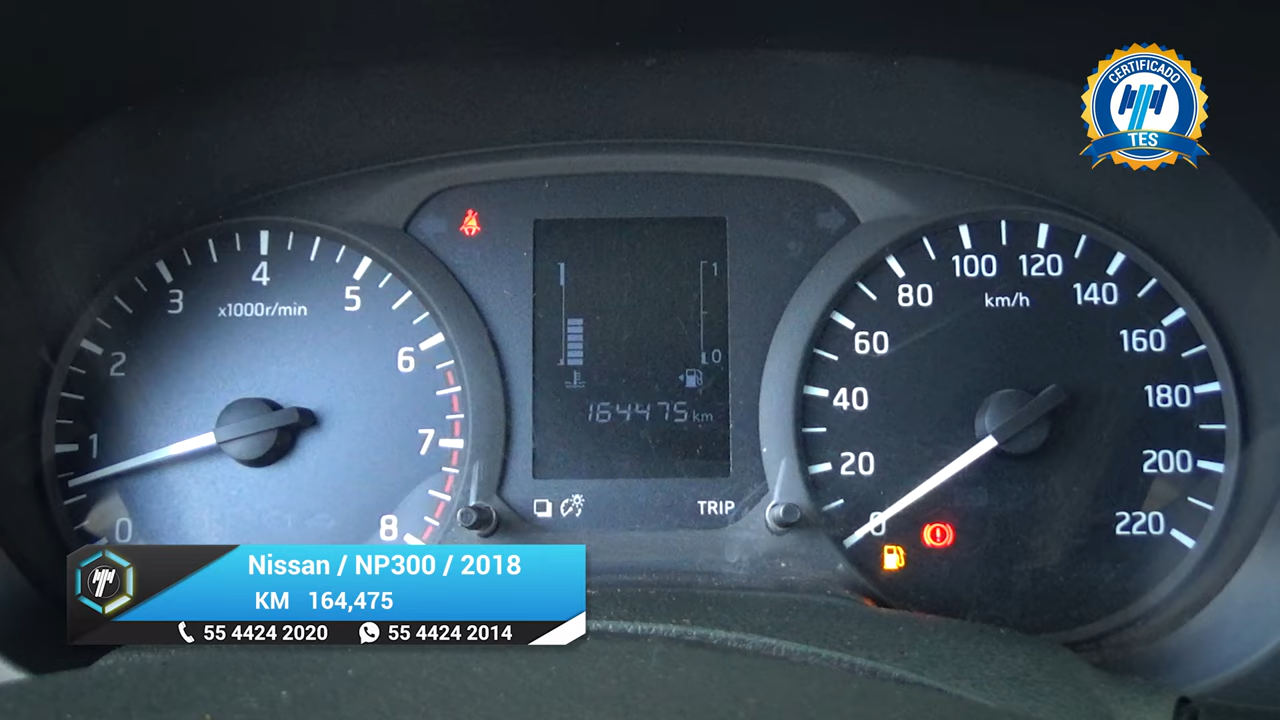 CERTIFICADO
TES
0
1
2
3
4
5
6
7
8
x1000r/min
1
0
164475 km
TRIP
0
20
40
60
80
100
120
140
160
180
200
220
km/h
Nissan / NP300 / 2018
KM 164,475
55 4424 2020 55 4424 2014